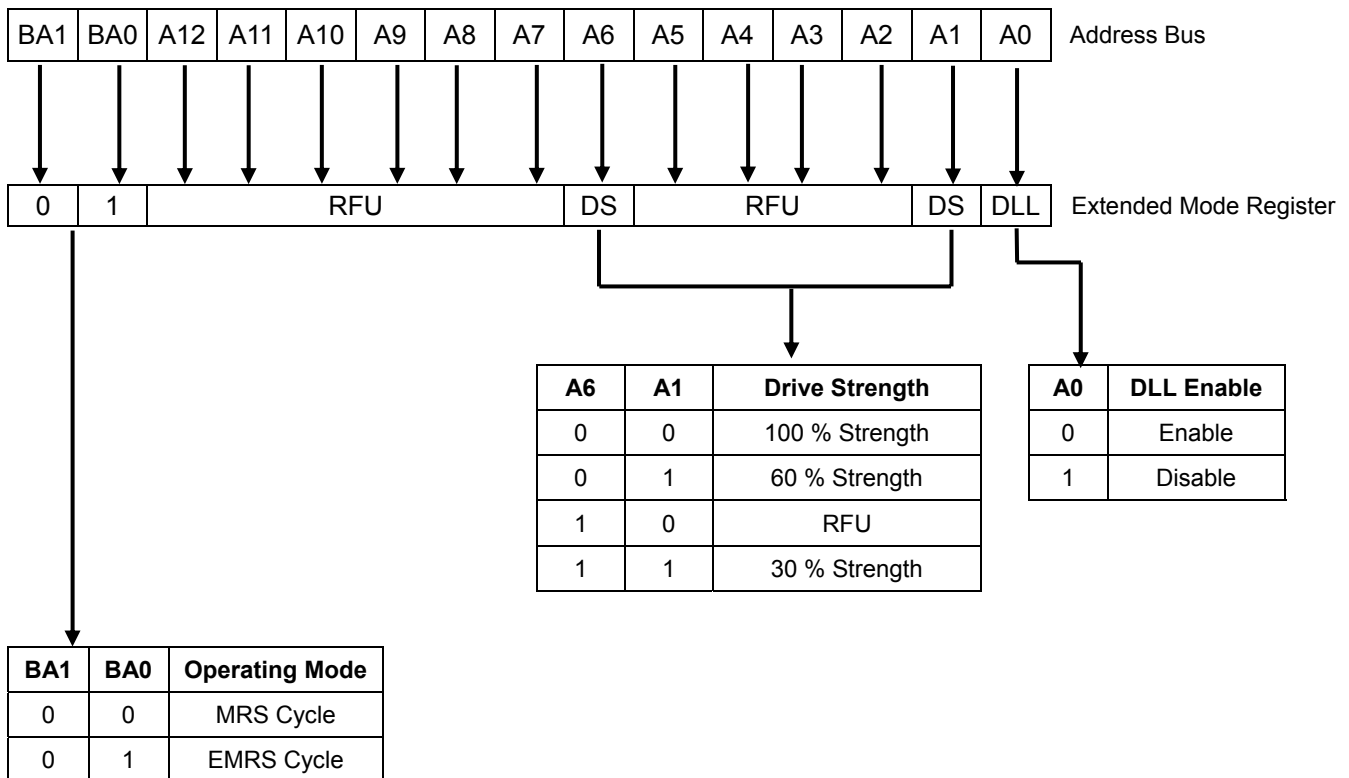 BA1 BA0 A12 A11 A10 A9 A8 A7 A6 A5 A4 A3 A2 A1 A0 Address Bus
0 1 RFU DS RFU DS DLL Extended Mode Register
A6 A1 Drive Strength
0 0 100 % Strength
0 1 60 % Strength
1 0 RFU
1 1 30 % Strength
A0 DLL Enable
0 Enable
1 Disable
BA1 BA0 Operating Mode
0 0 MRS Cycle
0 1 EMRS Cycle